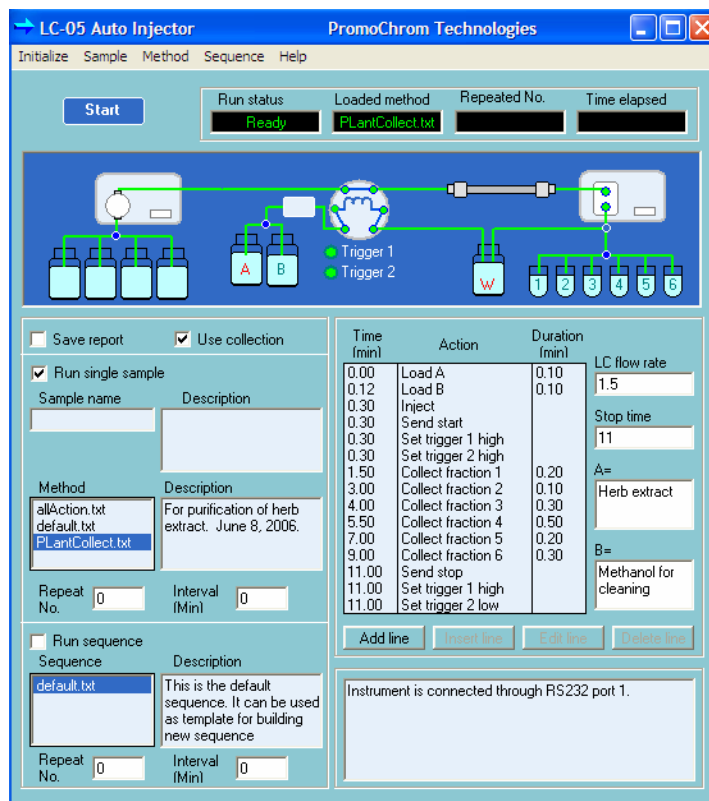 LC-05 Auto Injector PromoChrom Technologies
Initialize Sample Method Sequence Help
Start
Run status Loaded method Repeated No. Time elapsed
Ready PLantCollect.txt
A B
Trigger 1
Trigger 2
W
1 2 3 4 5 6
Save report Use collection
Run single sample
Sample name Description
Method Description
allAction.txt
default.txt
PLantCollect.txt
For purification of herb
extract. June 8, 2006.
Repeat No. 0 Interval (Min) 0
Run sequence
Sequence Description
default.txt
This is the default
sequence. It can be used
as template for building
new sequence
Repeat No. 0 Interval (Min) 0
Time (min) Action Duration (min)
0.00 Load A 0.10
0.12 Load B 0.10
0.30 Inject
0.30 Send start
0.30 Set trigger 1 high
0.30 Set trigger 2 high
1.50 Collect fraction 1 0.20
3.00 Collect fraction 2 0.10
4.00 Collect fraction 3 0.30
5.50 Collect fraction 4 0.50
7.00 Collect fraction 5 0.20
9.00 Collect fraction 6 0.30
11.00 Send stop
11.00 Set trigger 1 high
11.00 Set trigger 2 low
LC flow rate
1.5
Stop time
11
A=
Herb extract
B=
Methanol for
cleaning
Add line Insert line Edit line Delete line
Instrument is connected through RS232 port 1.